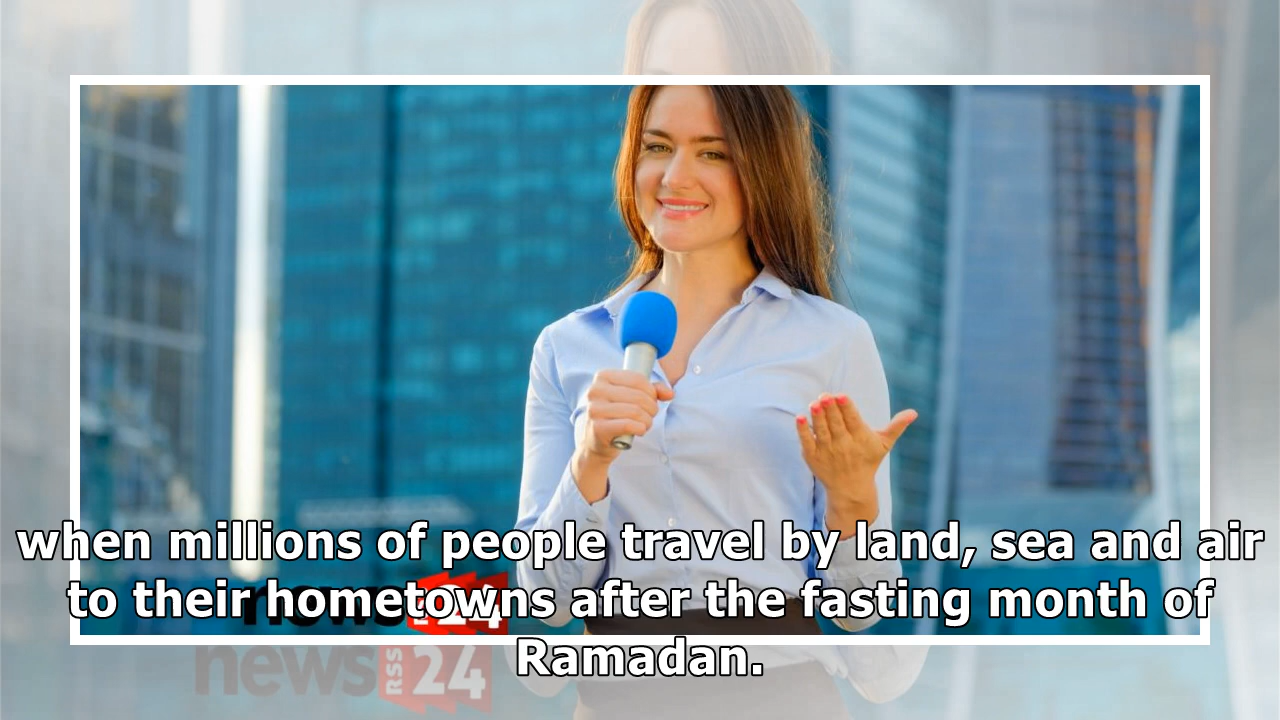 when millions of people travel by land, sea and air
to their hometowns after the fasting month of
Ramadan.
news 24
news RSS 24